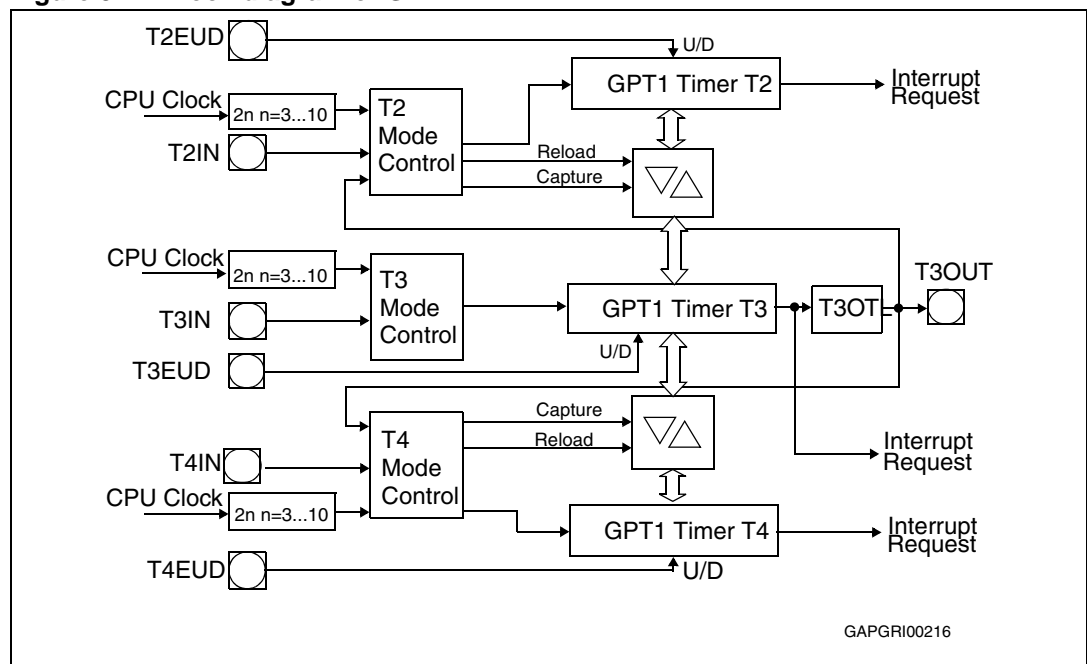 T2EUD
U/D
GPT1 Timer T2
Interrupt
Request
CPU Clock
2n n=3...10
T2
Mode
Control
T2IN
Reload
Capture
CPU Clock
2n n=3...10
T3
Mode
Control
T3IN
T3EUD
U/D
GPT1 Timer T3
T3OTL
T3OUT
Capture
Reload
T4
Mode
Control
T4IN
CPU Clock
2n n=3...10
Interrupt
Request
GPT1 Timer T4
Interrupt
Request
T4EUD
U/D
GAPGRI00216